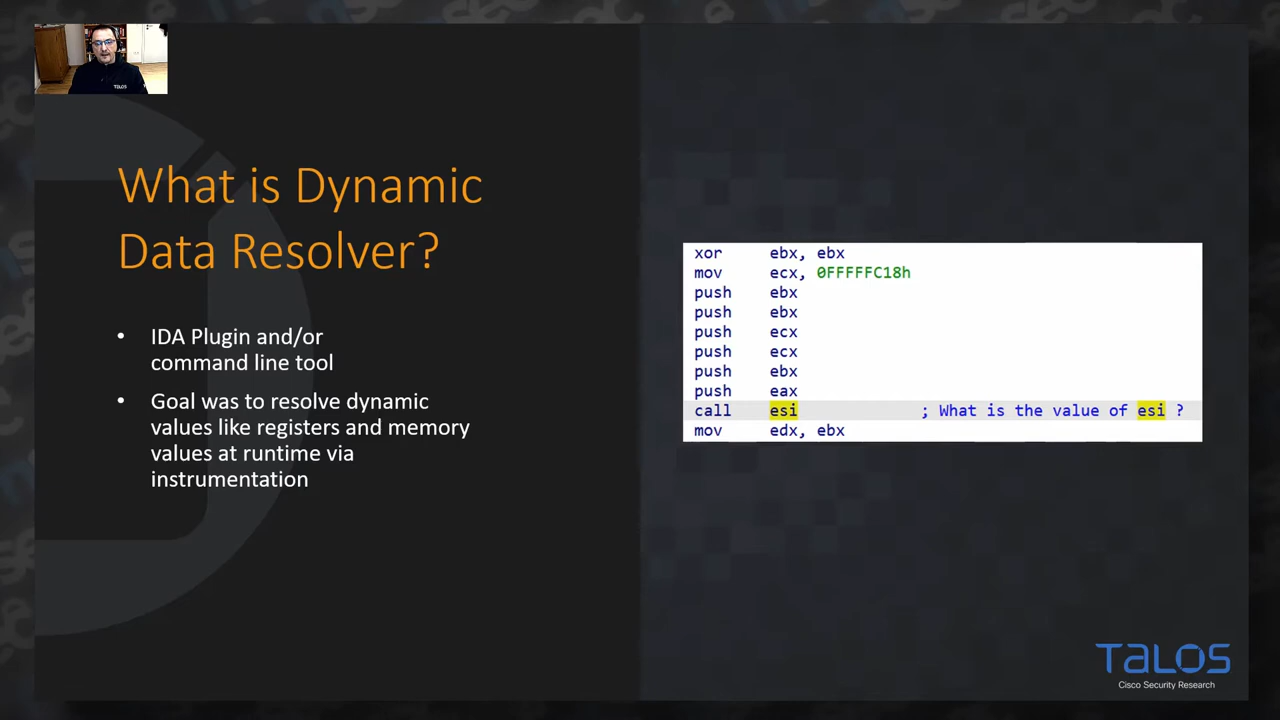 TALOS
What is Dynamic
Data Resolver?
• IDA Plugin and/or
command line tool
• Goal was to resolve dynamic
values like registers and memory
values at runtime via
instrumentation
xor ebx, ebx
mov ecx, 0FFFFFC18h
push ebx
push ebx
push ecx
push ecx
push ebx
push eax
call esi ; What is the value of esi ?
mov edx, ebx
TALOS
Cisco Security Research